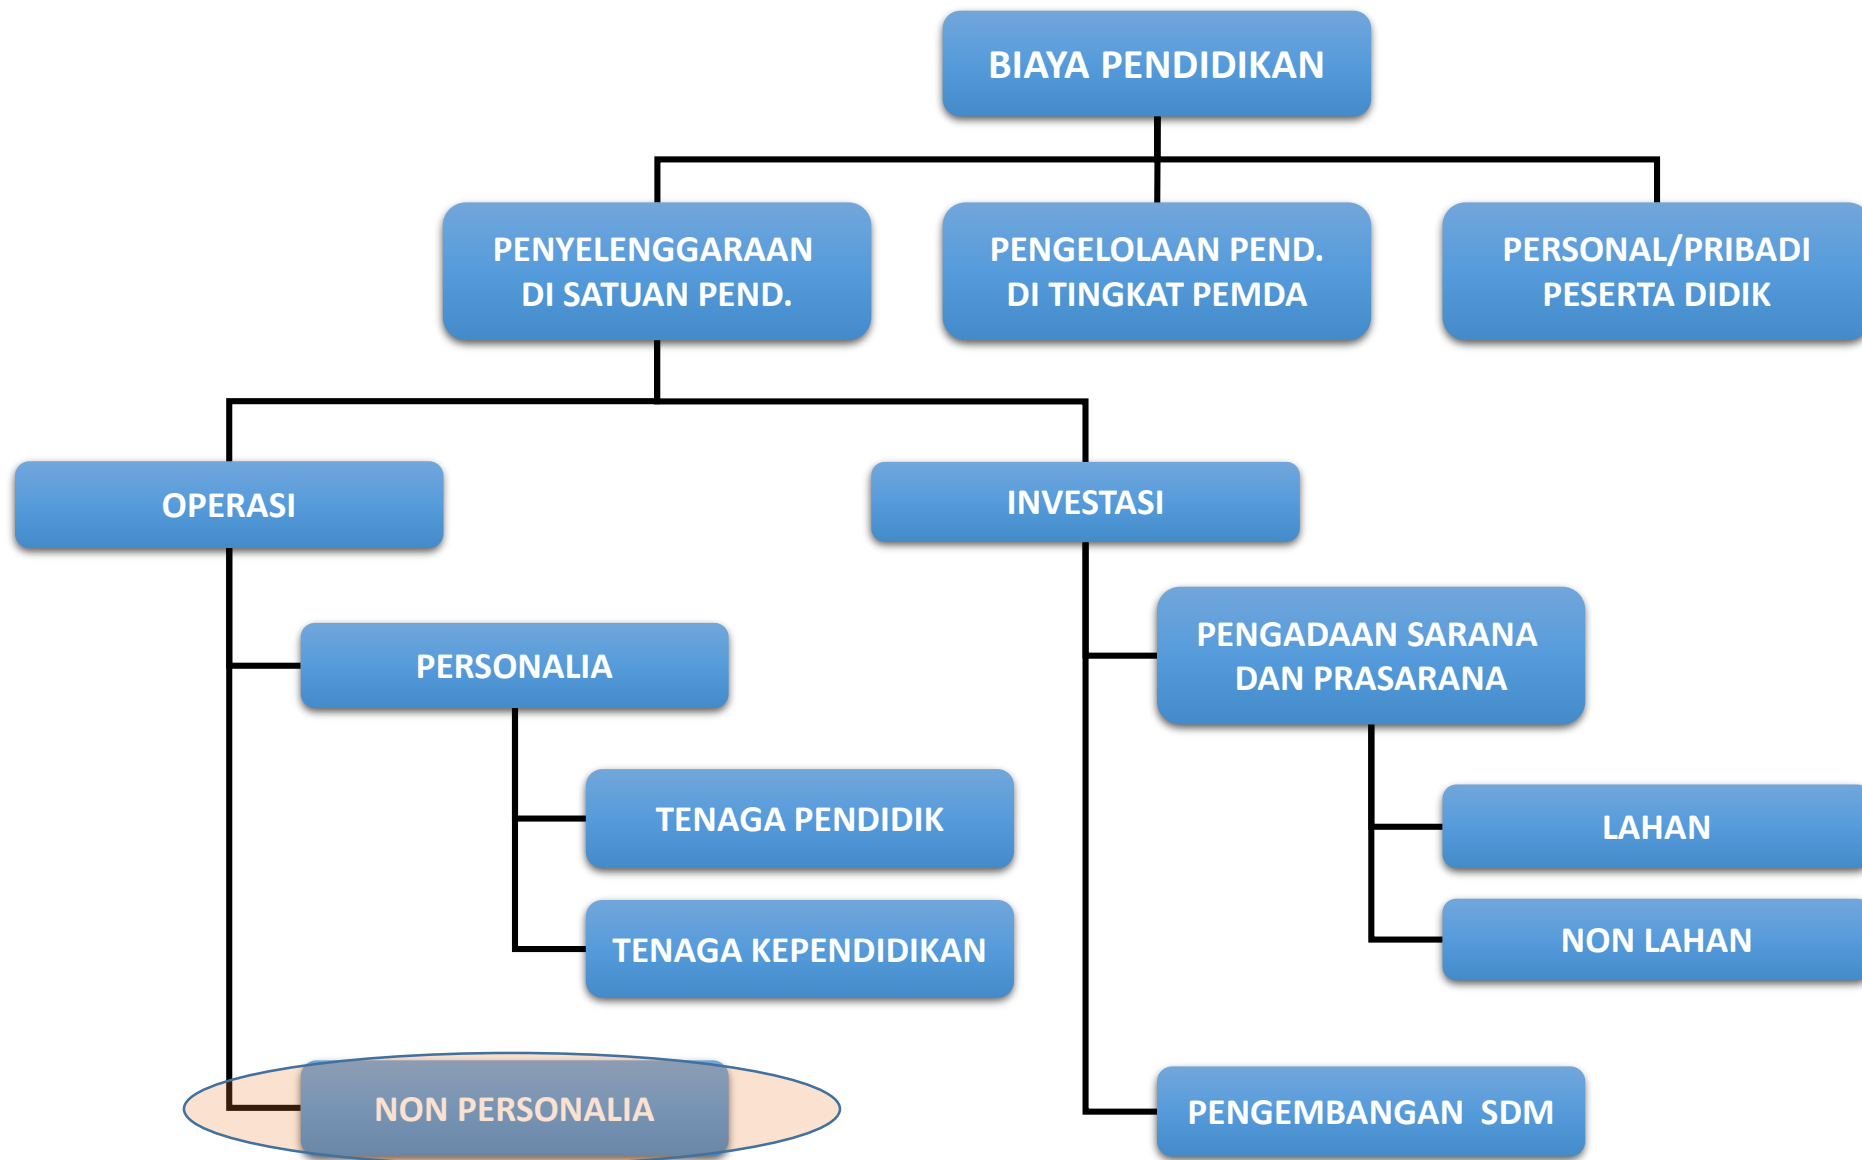 BIAYA PENDIDIKAN
PENYELENGGARAAN
DI SATUAN PEND.
PENGELOLAAN PEND.
DI TINGKAT PEMDA
PERSONAL/PRIBADI
PESERTA DIDIK
OPERASI
INVESTASI
PERSONALIA
PENGADAAN SARANA
DAN PRASARANA
TENAGA PENDIDIK
LAHAN
TENAGA KEPENDIDIKAN
NON LAHAN
NON PERSONALIA
PENGEMBANGAN SDM